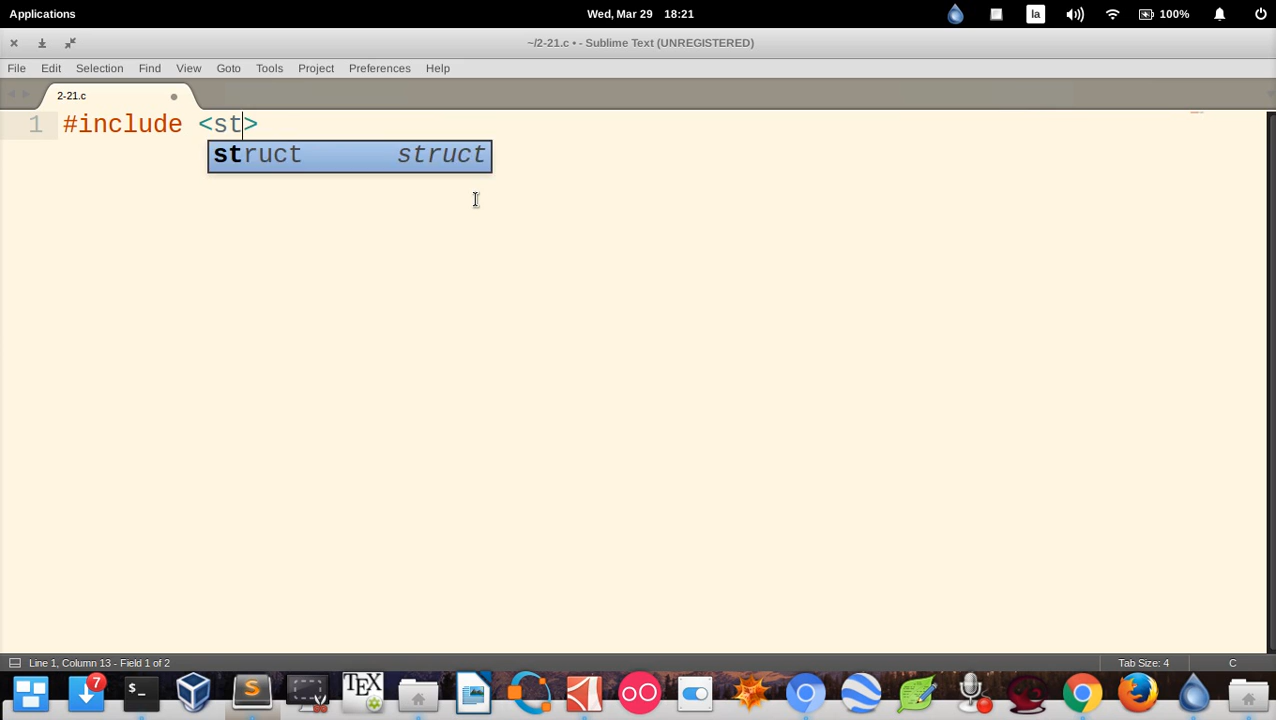 Applications
Wed, Mar 29 18:21
la
100%
~/2-21.c • - Sublime Text (UNREGISTERED)
File Edit Selection Find View Goto Tools Project Preferences Help
2-21.c
1 #include <st>
struct struct
Line 1, Column 13 - Field 1 of 2
Tab Size: 4
C
7
>_
S
TEX